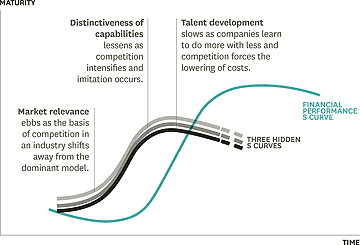 MATURITY
Distinctiveness of
capabilities
lessens as competition
intensifies and
imitation occurs.
Talent development
slows as companies learn
to do more with less and
competition forces the
lowering of costs.
Market relevance
ebbs as the basis
of competition in
an industry shifts
away from the
dominant model.
FINANCIAL
PERFORMANCE
S CURVE
THREE HIDDEN
S CURVES
TIME